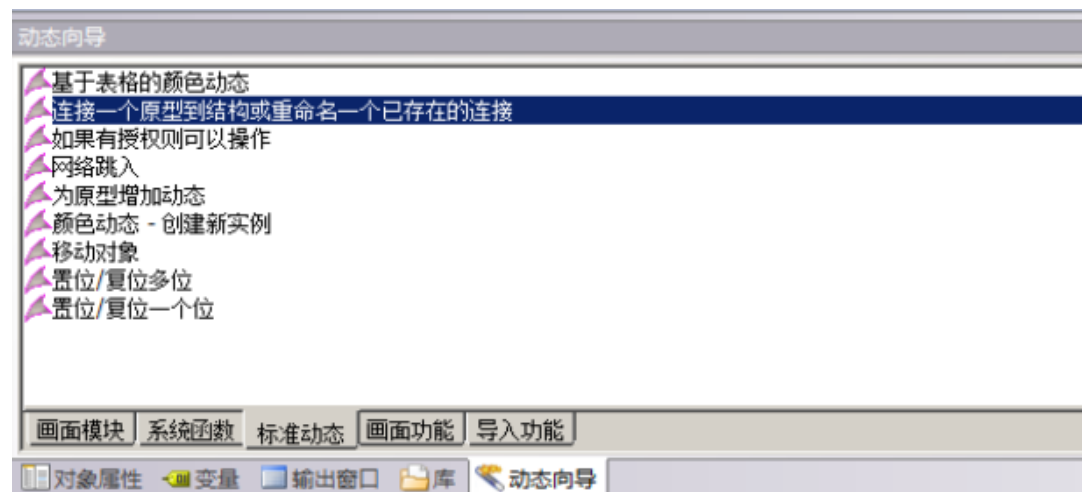 动态向导
基于表格的颜色动态
连接一个原型到结构或重命名一个已存在的连接
如果有授权则可以操作
网络跳入
为原型增加动态
颜色动态 - 创建新实例
移动对象
置位/复位多位
置位/复位一个位
画面模块 系统函数 标准动态 画面功能 导入功能
对象属性 变量 输出窗口 库 动态向导